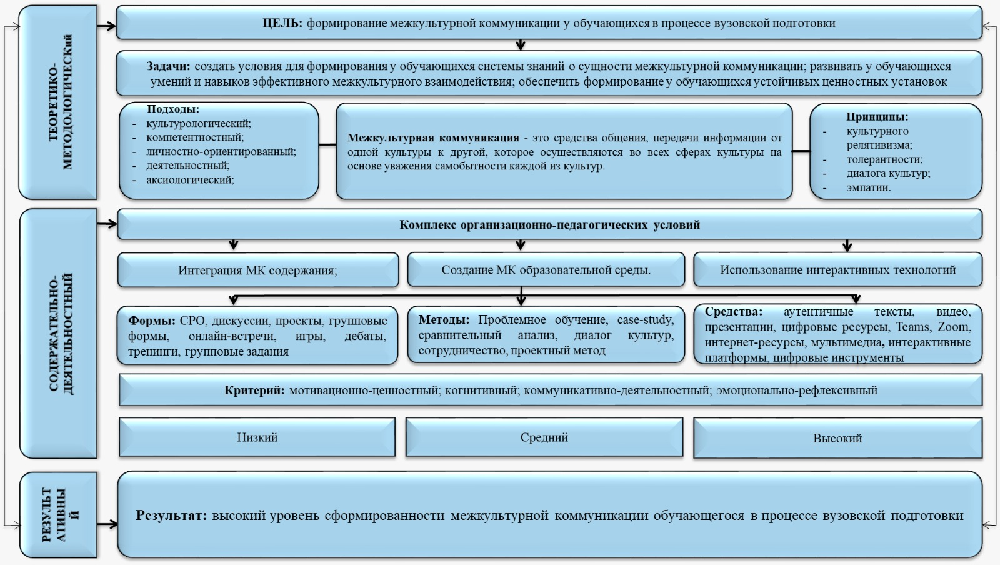 ТЕОРЕТИКО-
МЕТОДОЛОГИЧЕСКий
ЦЕЛЬ: формирование межкультурной коммуникации у обучающихся в процессе вузовской подготовки
Задачи: создать условия для формирования у обучающихся системы знаний о сущности межкультурной коммуникации; развивать у обучающихся
умений и навыков эффективного межкультурного взаимодействия; обеспечить формирование у обучающихся устойчивых ценностных установок
Подходы:
- культурологический;
- компетентностный;
- личностно-ориентированный;
- деятельностный;
- аксиологический;
Межкультурная коммуникация - это средства общения, передачи информации от
одной культуры к другой, которое осуществляются во всех сферах культуры на
основе уважения самобытности каждой из культур.
Принципы:
- культурного
релятивизма;
- толерантности;
- диалога культур;
- эмпатии.
СОДЕРЖАТЕЛЬНО-
ДЕЯТЕЛЬНОСТНЫЙ
Комплекс организационно-педагогических условий
Интеграция МК содержания;
Создание МК образовательной среды.
Использование интерактивных технологий
Формы: СРО, дискуссии, проекты, групповые
формы, онлайн-встречи, игры, дебаты,
тренинги, групповые задания
Методы: Проблемное обучение, case-study,
сравнительный анализ, диалог культур,
сотрудничество, проектный метод
Средства: аутентичные тексты, видео,
презентации, цифровые ресурсы, Teams, Zoom,
интернет-ресурсы, мультимедиа, интерактивные
платформы, цифровые инструменты
Критерий: мотивационно-ценностный; когнитивный; коммуникативно-деятельностный; эмоционально-рефлексивный
Низкий
Средний
Высокий
РЕЗУЛЬТ
АТИВНЫ
Й
Результат: высокий уровень сформированности межкультурной коммуникации обучающегося в процессе вузовской подготовки